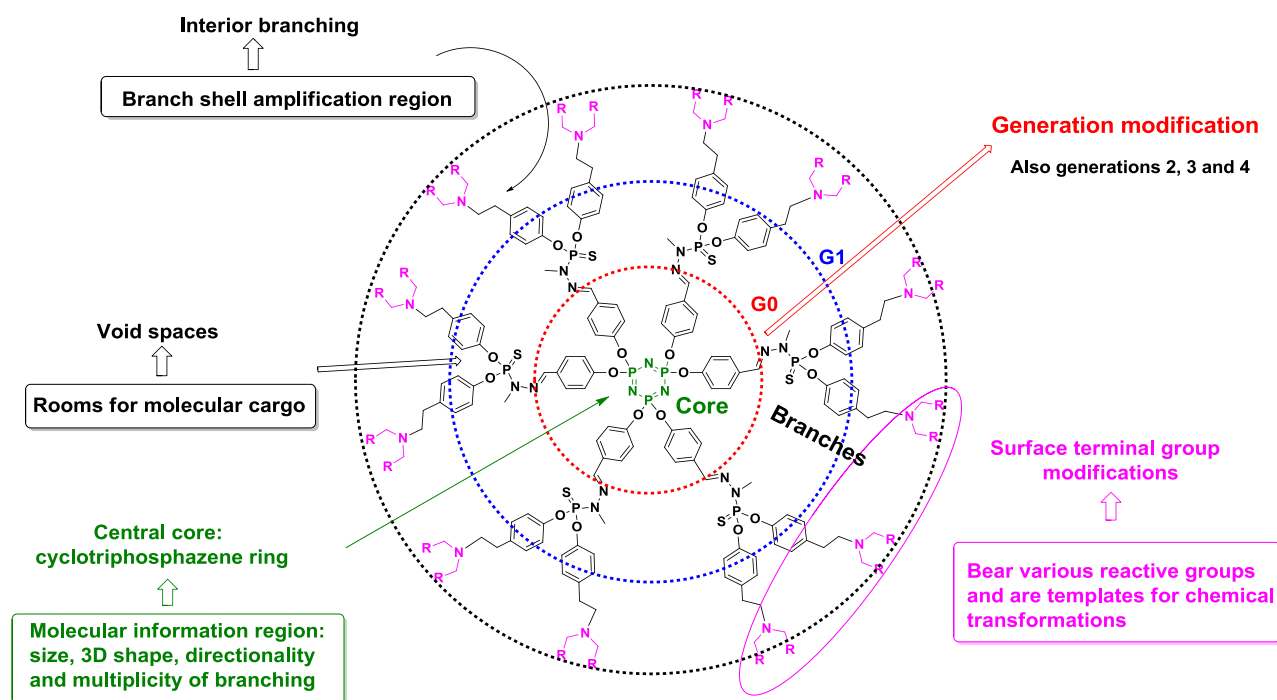 Interior branching
Branch shell amplification region
Generation modification
Also generations 2, 3 and 4
Void spaces
Rooms for molecular cargo
G1
G0
Core
Branches
Surface terminal group
modifications
Central core:
cyclotriphosphazene ring
Bear various reactive groups
and are templates for chemical
transformations
Molecular information region:
size, 3D shape, directionality
and multiplicity of branching